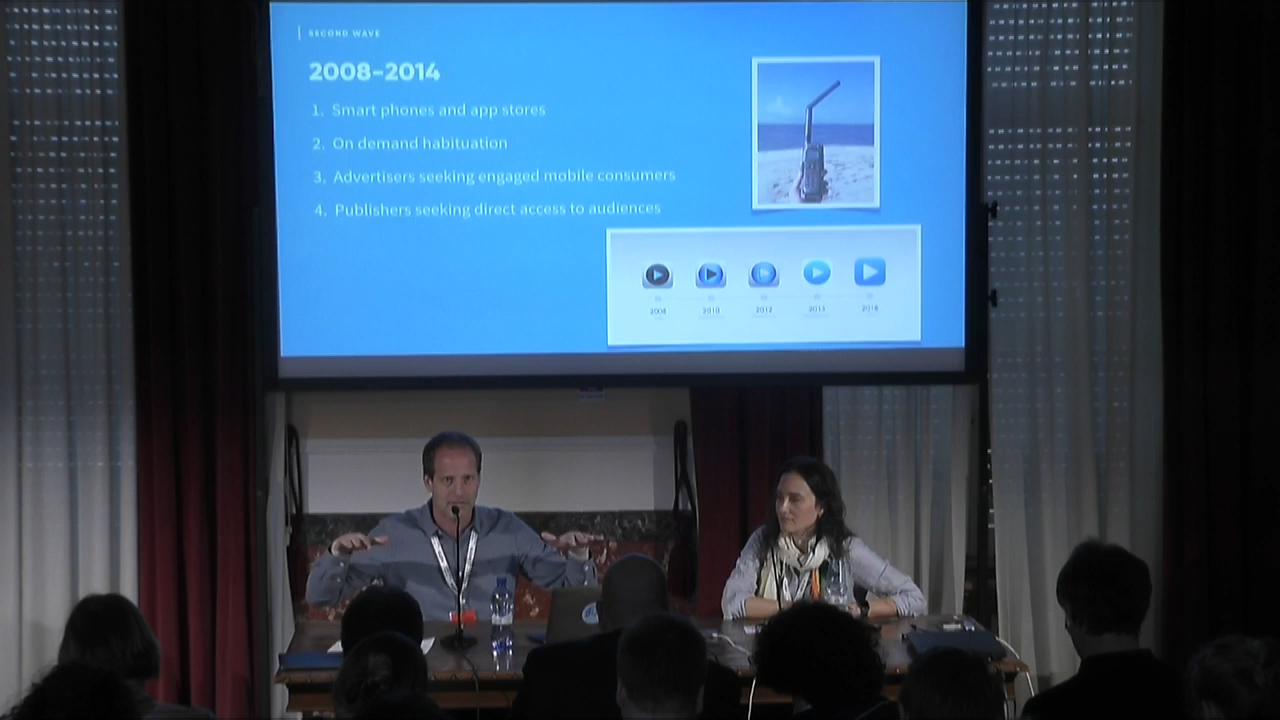 SECOND WAVE
2008–2014
1. Smart phones and app stores
2. On demand habituation
3. Advertisers seeking engaged mobile consumers
4. Publishers seeking direct access to audiences
2008 2010 2012 2013 2016